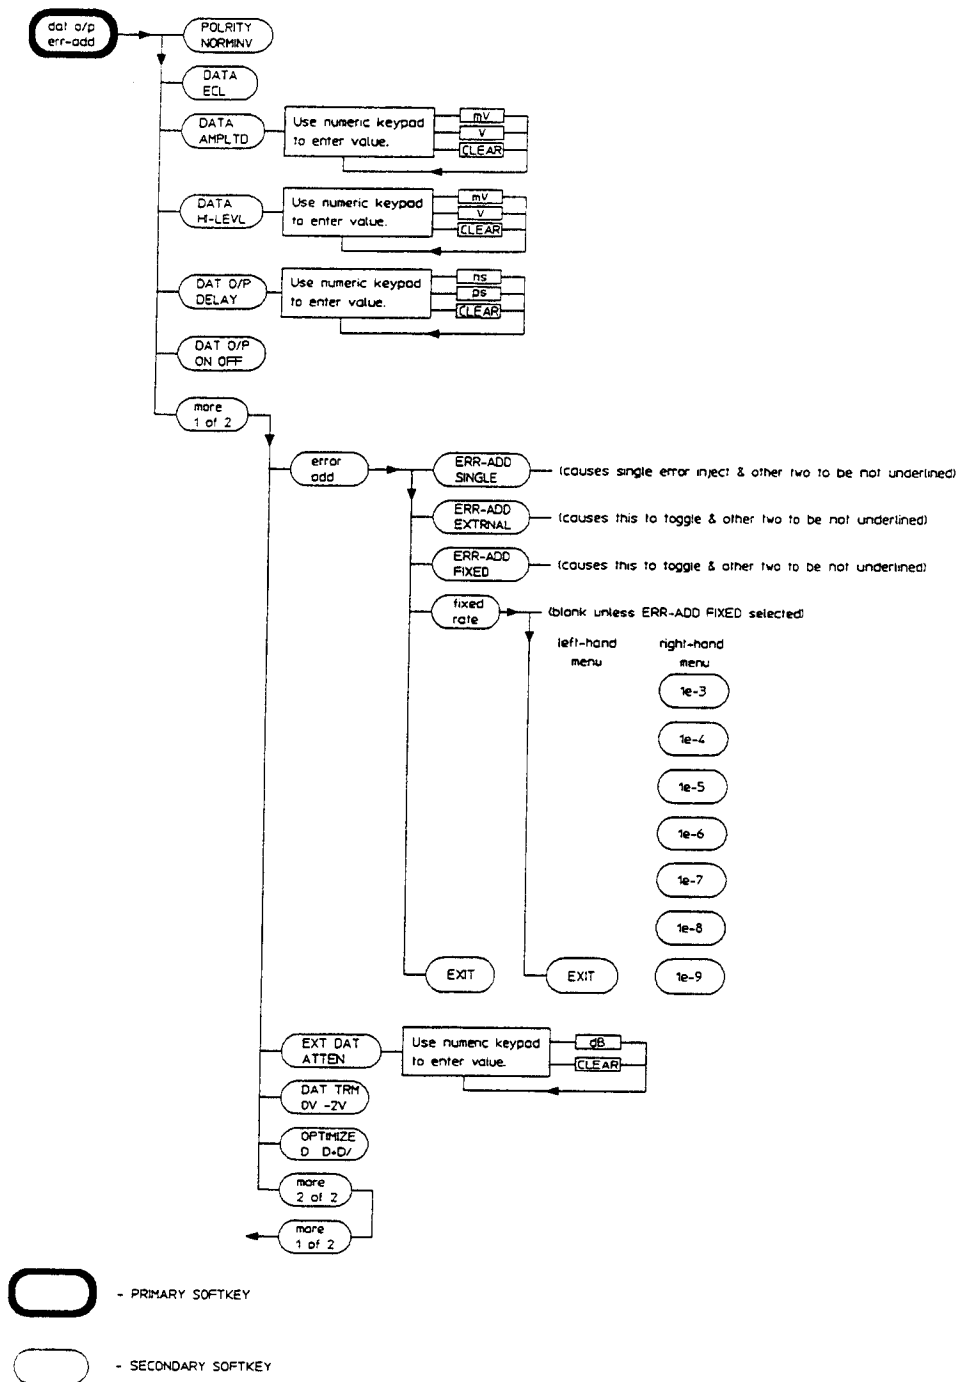 dat o/p
err-add
POLRITY
NORMINV
DATA
ECL
DATA
AMPLTD
Use numeric keypad
to enter value.
mV
V
CLEAR
DATA
HI-LEVL
Use numeric keypad
to enter value.
mV
V
CLEAR
DAT O/P
DELAY
Use numeric keypad
to enter value.
ns
ps
CLEAR
DAT O/P
ON OFF
more
1 of 2
error
add
ERR-ADD
SINGLE
(causes single error inject & other two to be not underlined)
ERR-ADD
EXTRNAL
(causes this to toggle & other two to be not underlined)
ERR-ADD
FIXED
(causes this to toggle & other two to be not underlined)
fixed
rate
(blank unless ERR-ADD FIXED selected)
left-hand
menu
right-hand
menu
1e-3
1e-4
1e-5
1e-6
1e-7
1e-8
EXIT
EXIT
1e-9
EXT DAT
ATTEN
Use numeric keypad
to enter value.
dB
CLEAR
DAT TRM
0V -2V
OPTIMIZE
D D+D/
more
2 of 2
more
1 of 2
- PRIMARY SOFTKEY
- SECONDARY SOFTKEY